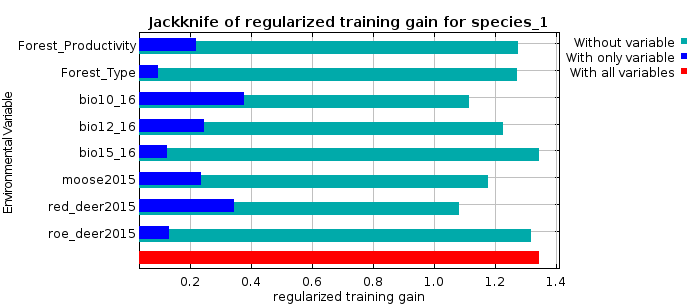 Jackknife of regularized training gain for species_1
Environmental Variable
Forest_Productivity
Forest_Type
bio10_16
bio12_16
bio15_16
moose2015
red_deer2015
roe_deer2015
0.2 0.4 0.6 0.8 1.0 1.2 1.4
regularized training gain
Without variable
With only variable
With all variables